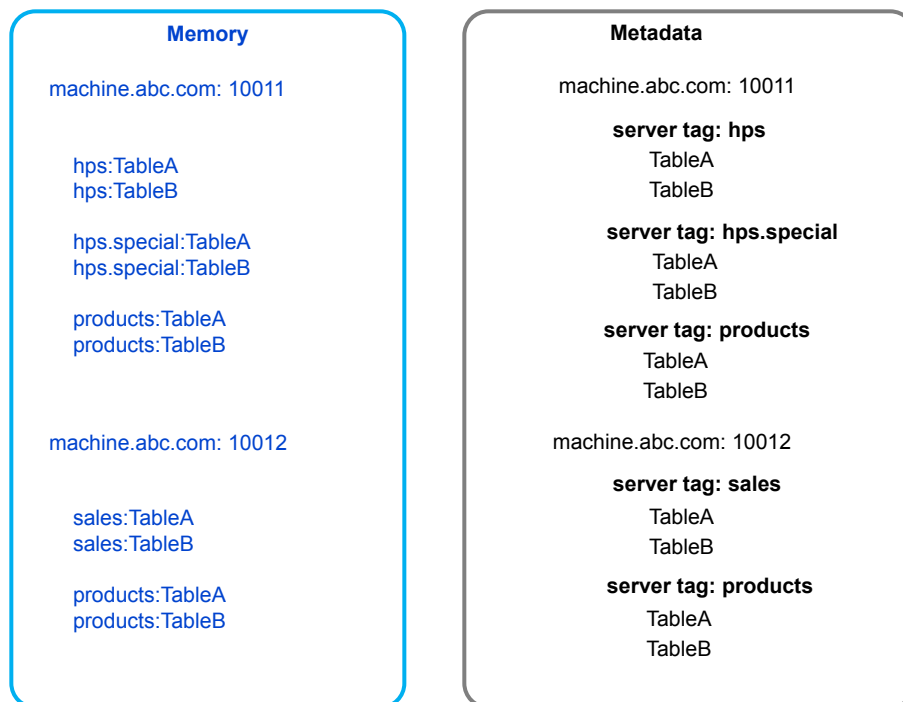 Memory
machine.abc.com: 10011
hps:TableA
hps:TableB
hps.special:TableA
hps.special:TableB
products:TableA
products:TableB
machine.abc.com: 10012
sales:TableA
sales:TableB
products:TableA
products:TableB
Metadata
machine.abc.com: 10011
server tag: hps
TableA
TableB
server tag: hps.special
TableA
TableB
server tag: products
TableA
TableB
machine.abc.com: 10012
server tag: sales
TableA
TableB
server tag: products
TableA
TableB